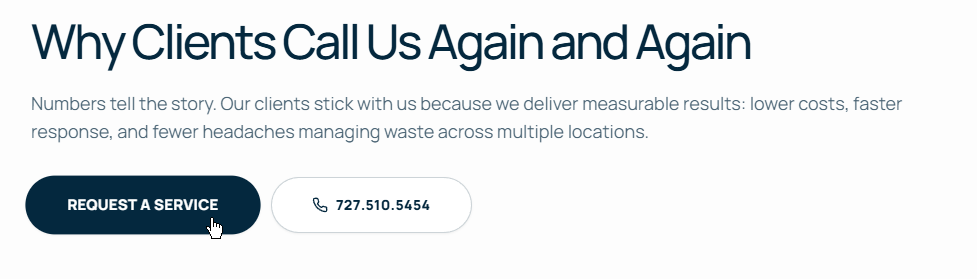 Why Clients Call Us Again and Again
Numbers tell the story. Our clients stick with us because we deliver measurable results: lower costs, faster
response, and fewer headaches managing waste across multiple locations.
REQUEST A SERVICE
727.510.5454